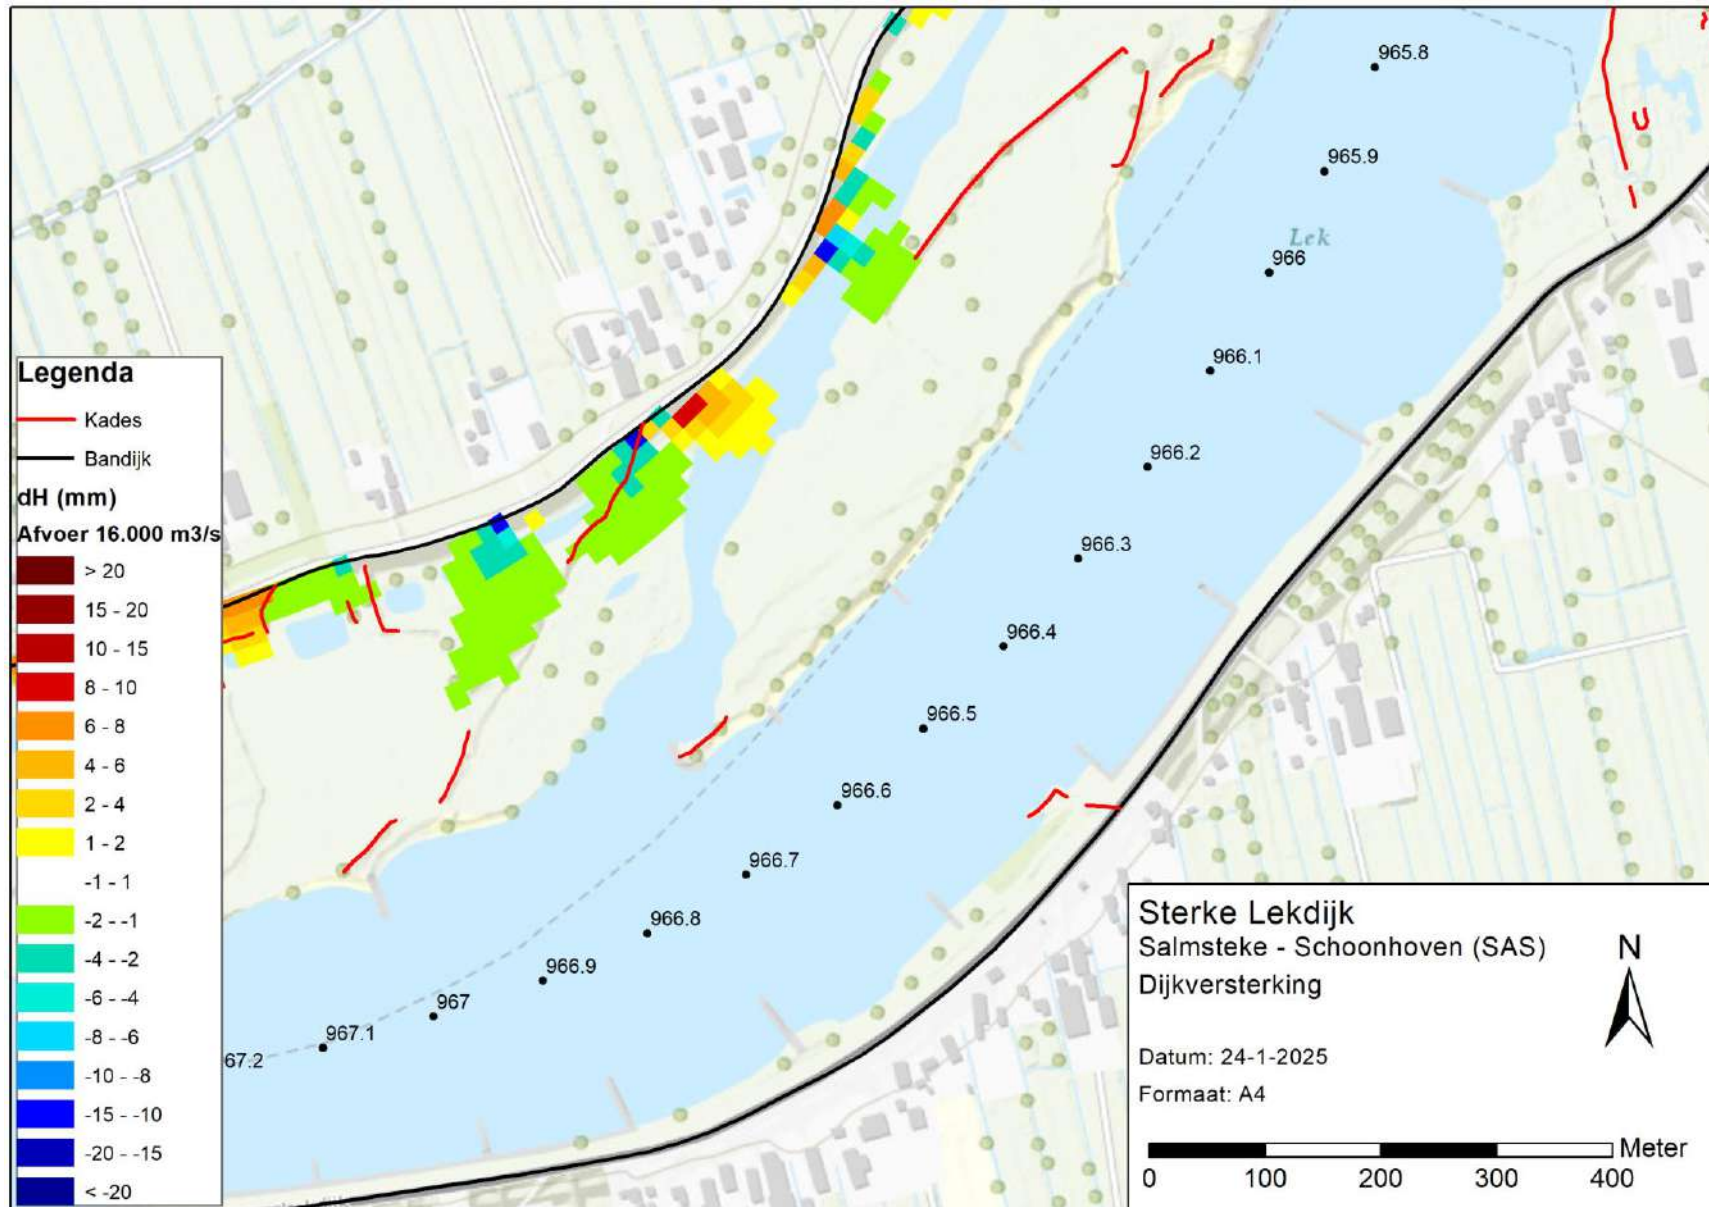 965.8
965.9
Lek
966
966.1
966.2
966.3
966.4
966.5
966.6
966.7
966.8
966.9
967
967.1
67.2
Legenda
Kades
Bandijk
dH (mm)
Afvoer 16.000 m3/s
> 20
15 - 20
10 - 15
8 - 10
6 - 8
4 - 6
2 - 4
1 - 2
-1 - 1
-2 - -1
-4 - -2
-6 - -4
-8 - -6
-10 - -8
-15 - -10
-20 - -15
< -20
Sterke Lekdijk
Salmsteke - Schoonhoven (SAS)
Dijkversterking
N
Datum: 24-1-2025
Formaat: A4
Meter
0 100 200 300 400